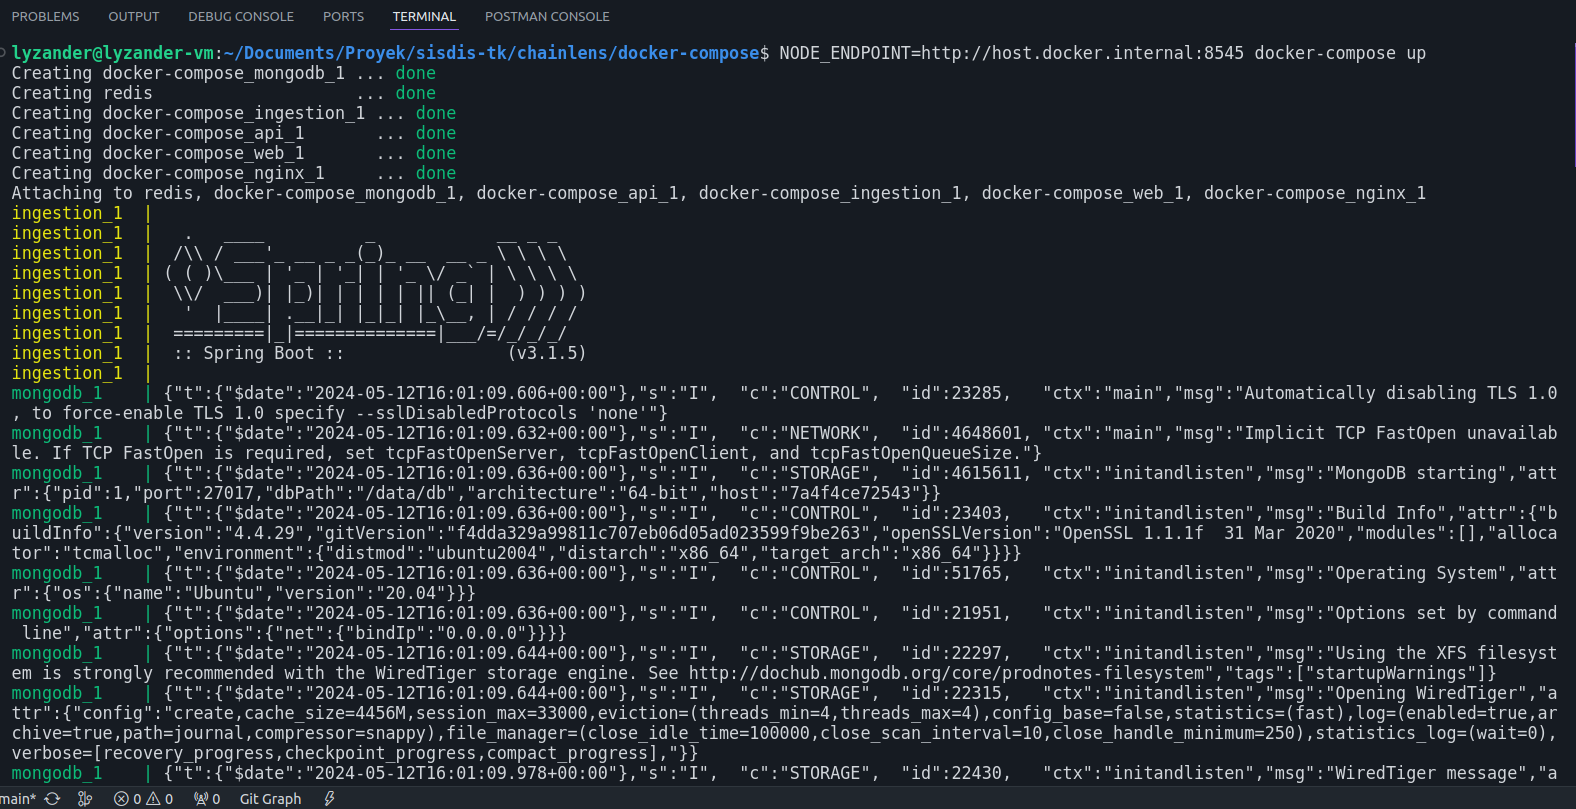 PROBLEMS OUTPUT DEBUG CONSOLE PORTS TERMINAL POSTMAN CONSOLE
lyzander@lyzander-vm:~/Documents/Proyek/sisdis-tk/chainlens/docker-compose$ NODE_ENDPOINT=http://host.docker.internal:8545 docker-compose up
Creating docker-compose_mongodb_1 ... done
Creating redis                    ... done
Creating docker-compose_ingestion_1 ... done
Creating docker-compose_api_1       ... done
Creating docker-compose_web_1       ... done
Creating docker-compose_nginx_1     ... done
Attaching to redis, docker-compose_mongodb_1, docker-compose_api_1, docker-compose_ingestion_1, docker-compose_web_1, docker-compose_nginx_1
ingestion_1  |
ingestion_1  |   .   ____          _            __ _ _
ingestion_1  |  /\\ / ___'_ __ _ _(_)_ __  __ _ \ \ \ \
ingestion_1  | ( ( )\___ | '_ | '_| | '_ \/ _` | \ \ \ \
ingestion_1  |  \\/  ___)| |_)| | | | | || (_| |  ) ) ) )
ingestion_1  |   '  |____| .__|_| |_|_| |_\__, | / / / /
ingestion_1  |  =========|_|==============|___/=/_/_/_/
ingestion_1  |  :: Spring Boot ::                (v3.1.5)
ingestion_1  |
mongodb_1    | {"t":{"$date":"2024-05-12T16:01:09.606+00:00"},"s":"I",  "c":"CONTROL",  "id":23285,   "ctx":"main","msg":"Automatically disabling TLS 1.0
, to force-enable TLS 1.0 specify --sslDisabledProtocols 'none'"}
mongodb_1    | {"t":{"$date":"2024-05-12T16:01:09.632+00:00"},"s":"I",  "c":"NETWORK",  "id":4648601, "ctx":"main","msg":"Implicit TCP FastOpen unavailab
le. If TCP FastOpen is required, set tcpFastOpenServer, tcpFastOpenClient, and tcpFastOpenQueueSize."}
mongodb_1    | {"t":{"$date":"2024-05-12T16:01:09.636+00:00"},"s":"I",  "c":"STORAGE",  "id":4615611, "ctx":"initandlisten","msg":"MongoDB starting","att
r":{"pid":1,"port":27017,"dbPath":"/data/db","architecture":"64-bit","host":"7a4f4ce72543"}}
mongodb_1    | {"t":{"$date":"2024-05-12T16:01:09.636+00:00"},"s":"I",  "c":"CONTROL",  "id":23403,   "ctx":"initandlisten","msg":"Build Info","attr":{"b
uildInfo":{"version":"4.4.29","gitVersion":"f4dda329a99811c707eb06d05ad023599f9be263","openSSLVersion":"OpenSSL 1.1.1f  31 Mar 2020","modules":[],"alloca
tor":"tcmalloc","environment":{"distmod":"ubuntu2004","distarch":"x86_64","target_arch":"x86_64"}}}}
mongodb_1    | {"t":{"$date":"2024-05-12T16:01:09.636+00:00"},"s":"I",  "c":"CONTROL",  "id":51765,   "ctx":"initandlisten","msg":"Operating System","att
r":{"os":{"name":"Ubuntu","version":"20.04"}}}
mongodb_1    | {"t":{"$date":"2024-05-12T16:01:09.636+00:00"},"s":"I",  "c":"CONTROL",  "id":21951,   "ctx":"initandlisten","msg":"Options set by command
 line","attr":{"options":{"net":{"bindIp":"0.0.0.0"}}}}
mongodb_1    | {"t":{"$date":"2024-05-12T16:01:09.644+00:00"},"s":"I",  "c":"STORAGE",  "id":22297,   "ctx":"initandlisten","msg":"Using the XFS filesyst
em is strongly recommended with the WiredTiger storage engine. See http://dochub.mongodb.org/core/prodnotes-filesystem","tags":["startupWarnings"]}
mongodb_1    | {"t":{"$date":"2024-05-12T16:01:09.644+00:00"},"s":"I",  "c":"STORAGE",  "id":22315,   "ctx":"initandlisten","msg":"Opening WiredTiger","a
ttr":{"config":"create,cache_size=4456M,session_max=33000,eviction=(threads_min=4,threads_max=4),config_base=false,statistics=(fast),log=(enabled=true,ar
chive=true,path=journal,compressor=snappy),file_manager=(close_idle_time=100000,close_scan_interval=10,close_handle_minimum=250),statistics_log=(wait=0),
verbose=[recovery_progress,checkpoint_progress,compact_progress],"}}
mongodb_1    | {"t":{"$date":"2024-05-12T16:01:09.978+00:00"},"s":"I",  "c":"STORAGE",  "id":22430,   "ctx":"initandlisten","msg":"WiredTiger message","a
main* 0 0 0 Git Graph